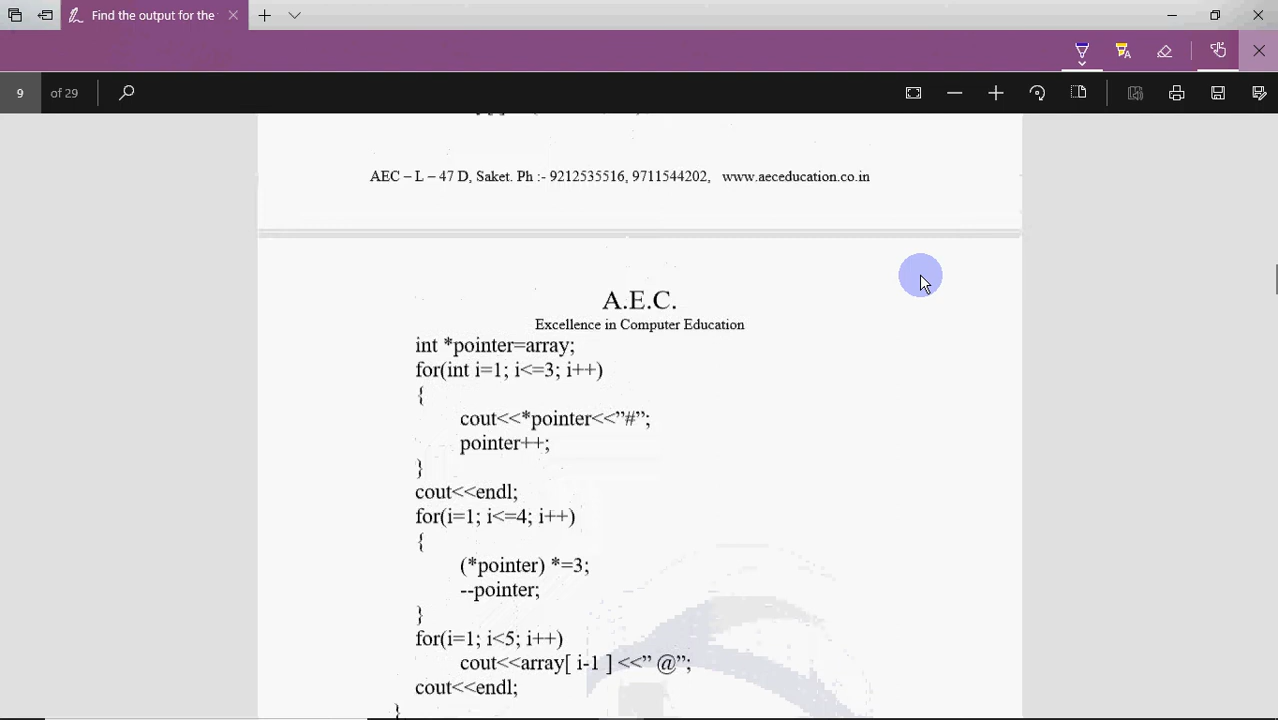 Find the output for the
9 of 29
AEC – L – 47 D, Saket. Ph :- 9212535516, 9711544202, www.aeceducation.co.in
A.E.C.
Excellence in Computer Education
int *pointer=array;
for(int i=1; i<=3; i++)
{
cout<<*pointer<<”#”;
pointer++;
}
cout<<endl;
for(i=1; i<=4; i++)
{
(*pointer) *=3;
--pointer;
}
for(i=1; i<5; i++)
cout<<array[ i-1 ] <<” @”;
cout<<endl;
}